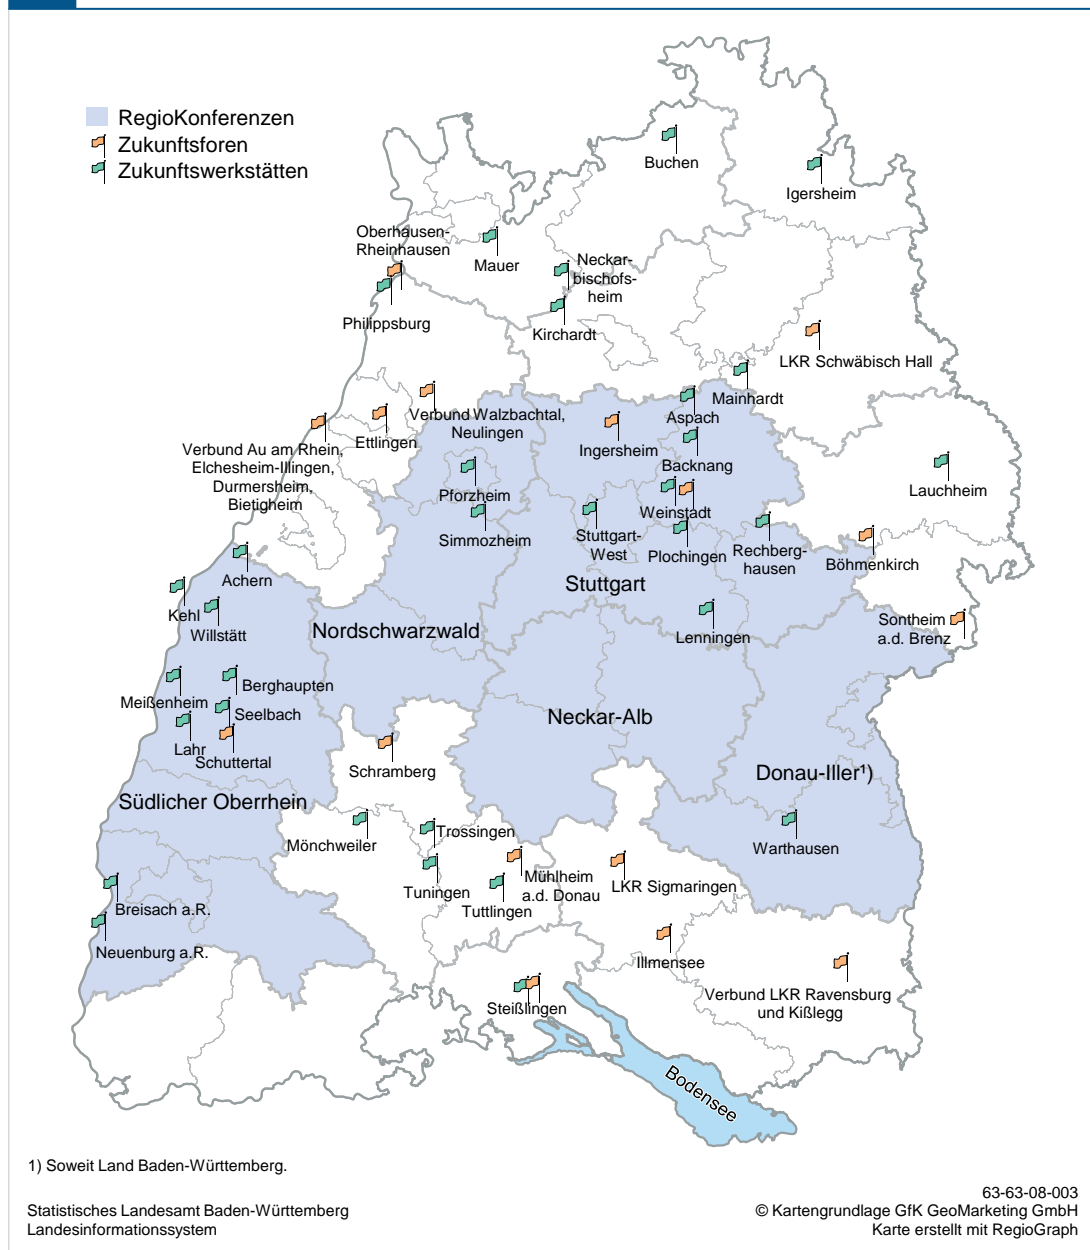 RegioKonferenzen
Zukunftsforen
Zukunftswerkstätten
Buchen
Igersheim
Oberhausen-
Rheinhausen
Mauer
Neckar-
bischofs-
heim
Philippsburg
Kirchardt
LKR Schwäbisch Hall
Mainhardt
Verbund Walzbachtal,
Neulingen
Ettlingen
Aspach
Ingersheim
Verbund Au am Rhein,
Elchesheim-Illingen,
Durmersheim,
Bietigheim
Backnang
Lauchheim
Pforzheim
Weinstadt
Simmozheim
Stuttgart-
West
Plochingen
Rechberg-
hausen
Böhmenkirch
Achern
Stuttgart
Kehl
Willstätt
Nordschwarzwald
Lenningen
Sontheim
a.d. Brenz
Berghaupten
Meißenheim
Seelbach
Neckar-Alb
Lahr
Schuttertal
Schramberg
Donau-Iller¹)
Südlicher Oberrhein
Mönchweiler
Trossingen
Warthausen
Tuningen
Mühlheim
a.d. Donau
LKR Sigmaringen
Tuttlingen
Breisach a.R.
Neuenburg a.R.
Illmensee
Steißlingen
Verbund LKR Ravensburg
und Kißlegg
Bodensee
1) Soweit Land Baden-Württemberg.
63-63-08-003
Statistisches Landesamt Baden-Württemberg
© Kartengrundlage GfK GeoMarketing GmbH
Landesinformationssystem
Karte erstellt mit RegioGraph